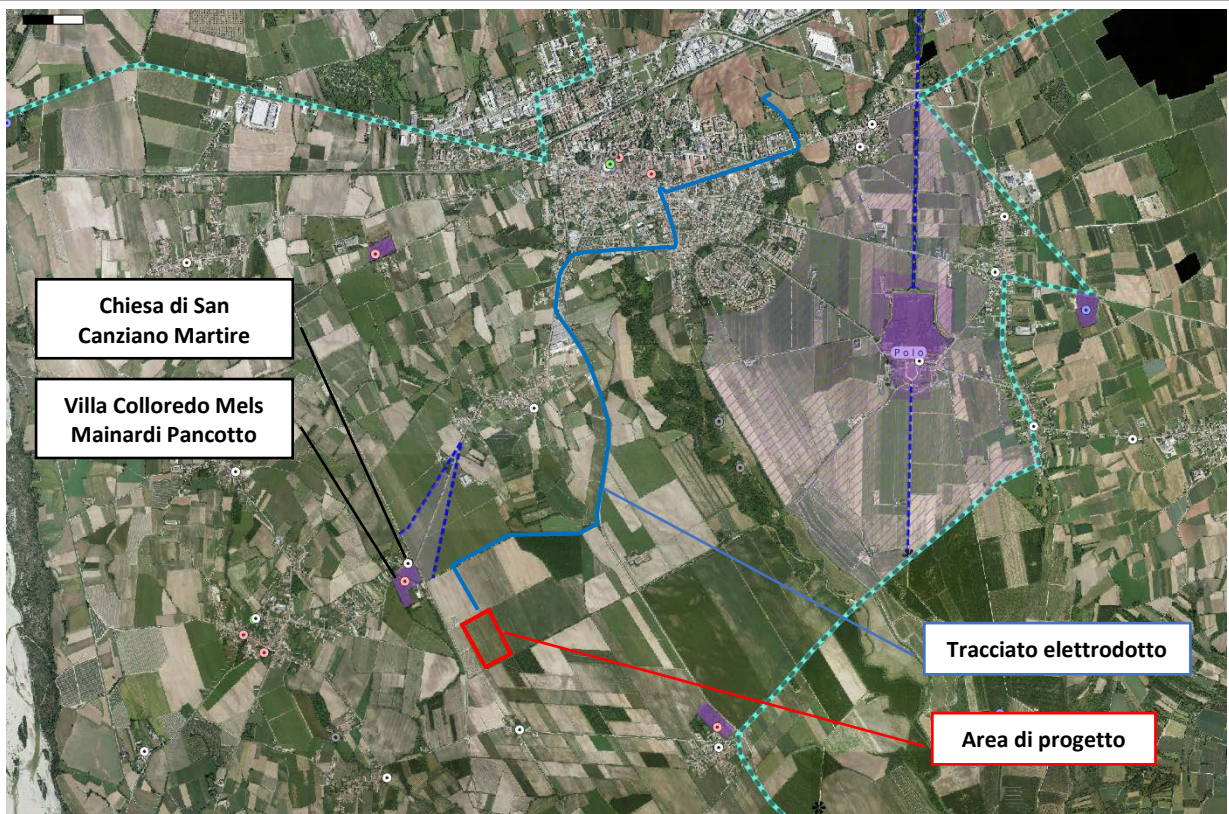 Chiesa di San
Canziano Martire
Villa Colloredo Mels
Mainardi Pancotto
Polo
Tracciato elettrodotto
Area di progetto